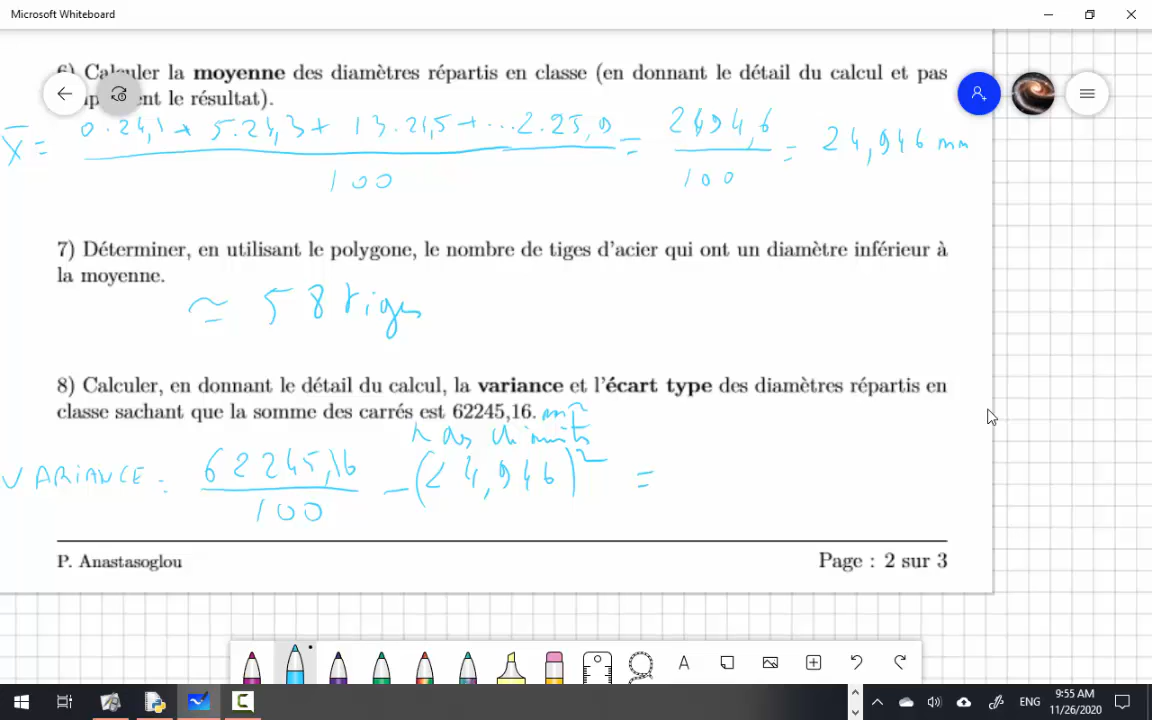 Microsoft Whiteboard
6) Calculer la moyenne des diamètres répartis en classe (en donnant le détail du calcul et pas
le résultat).
X̄ = 0.24,1 + 5.24,3 + 13.24,5 + ... 2.25,9 / 100 = 2494,6 / 100 = 24,946 mm
7) Déterminer, en utilisant le polygone, le nombre de tiges d'acier qui ont un diamètre inférieur à
la moyenne.
≃ 58 tiges
8) Calculer, en donnant le détail du calcul, la variance et l'écart type des diamètres répartis en
classe sachant que la somme des carrés est 62245,16. m̄²
VARIANCE : 62245,16 / 100 - (24,946)² =
P. Anastasoglou
Page : 2 sur 3
A
C
ENG
9:55 AM
11/26/2020